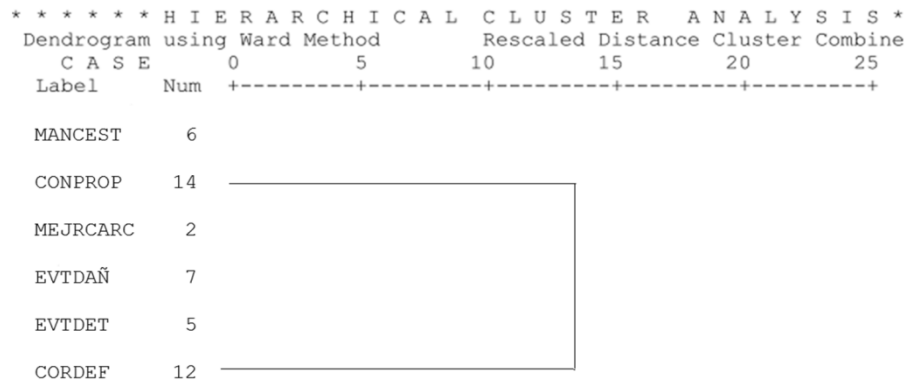 * * * * * * H I E R A R C H I C A L   C L U S T E R   A N A L Y S I S *
Dendrogram using Ward Method   Rescaled Distance Cluster Combine
C A S E   0   5   10   15   20   25
Label   Num   +---------+---------+---------+---------+---------+
MANCEST   6
CONPROP   14
MEJRCARC   2
EVTDAÑ   7
EVTDET   5
CORDEF   12